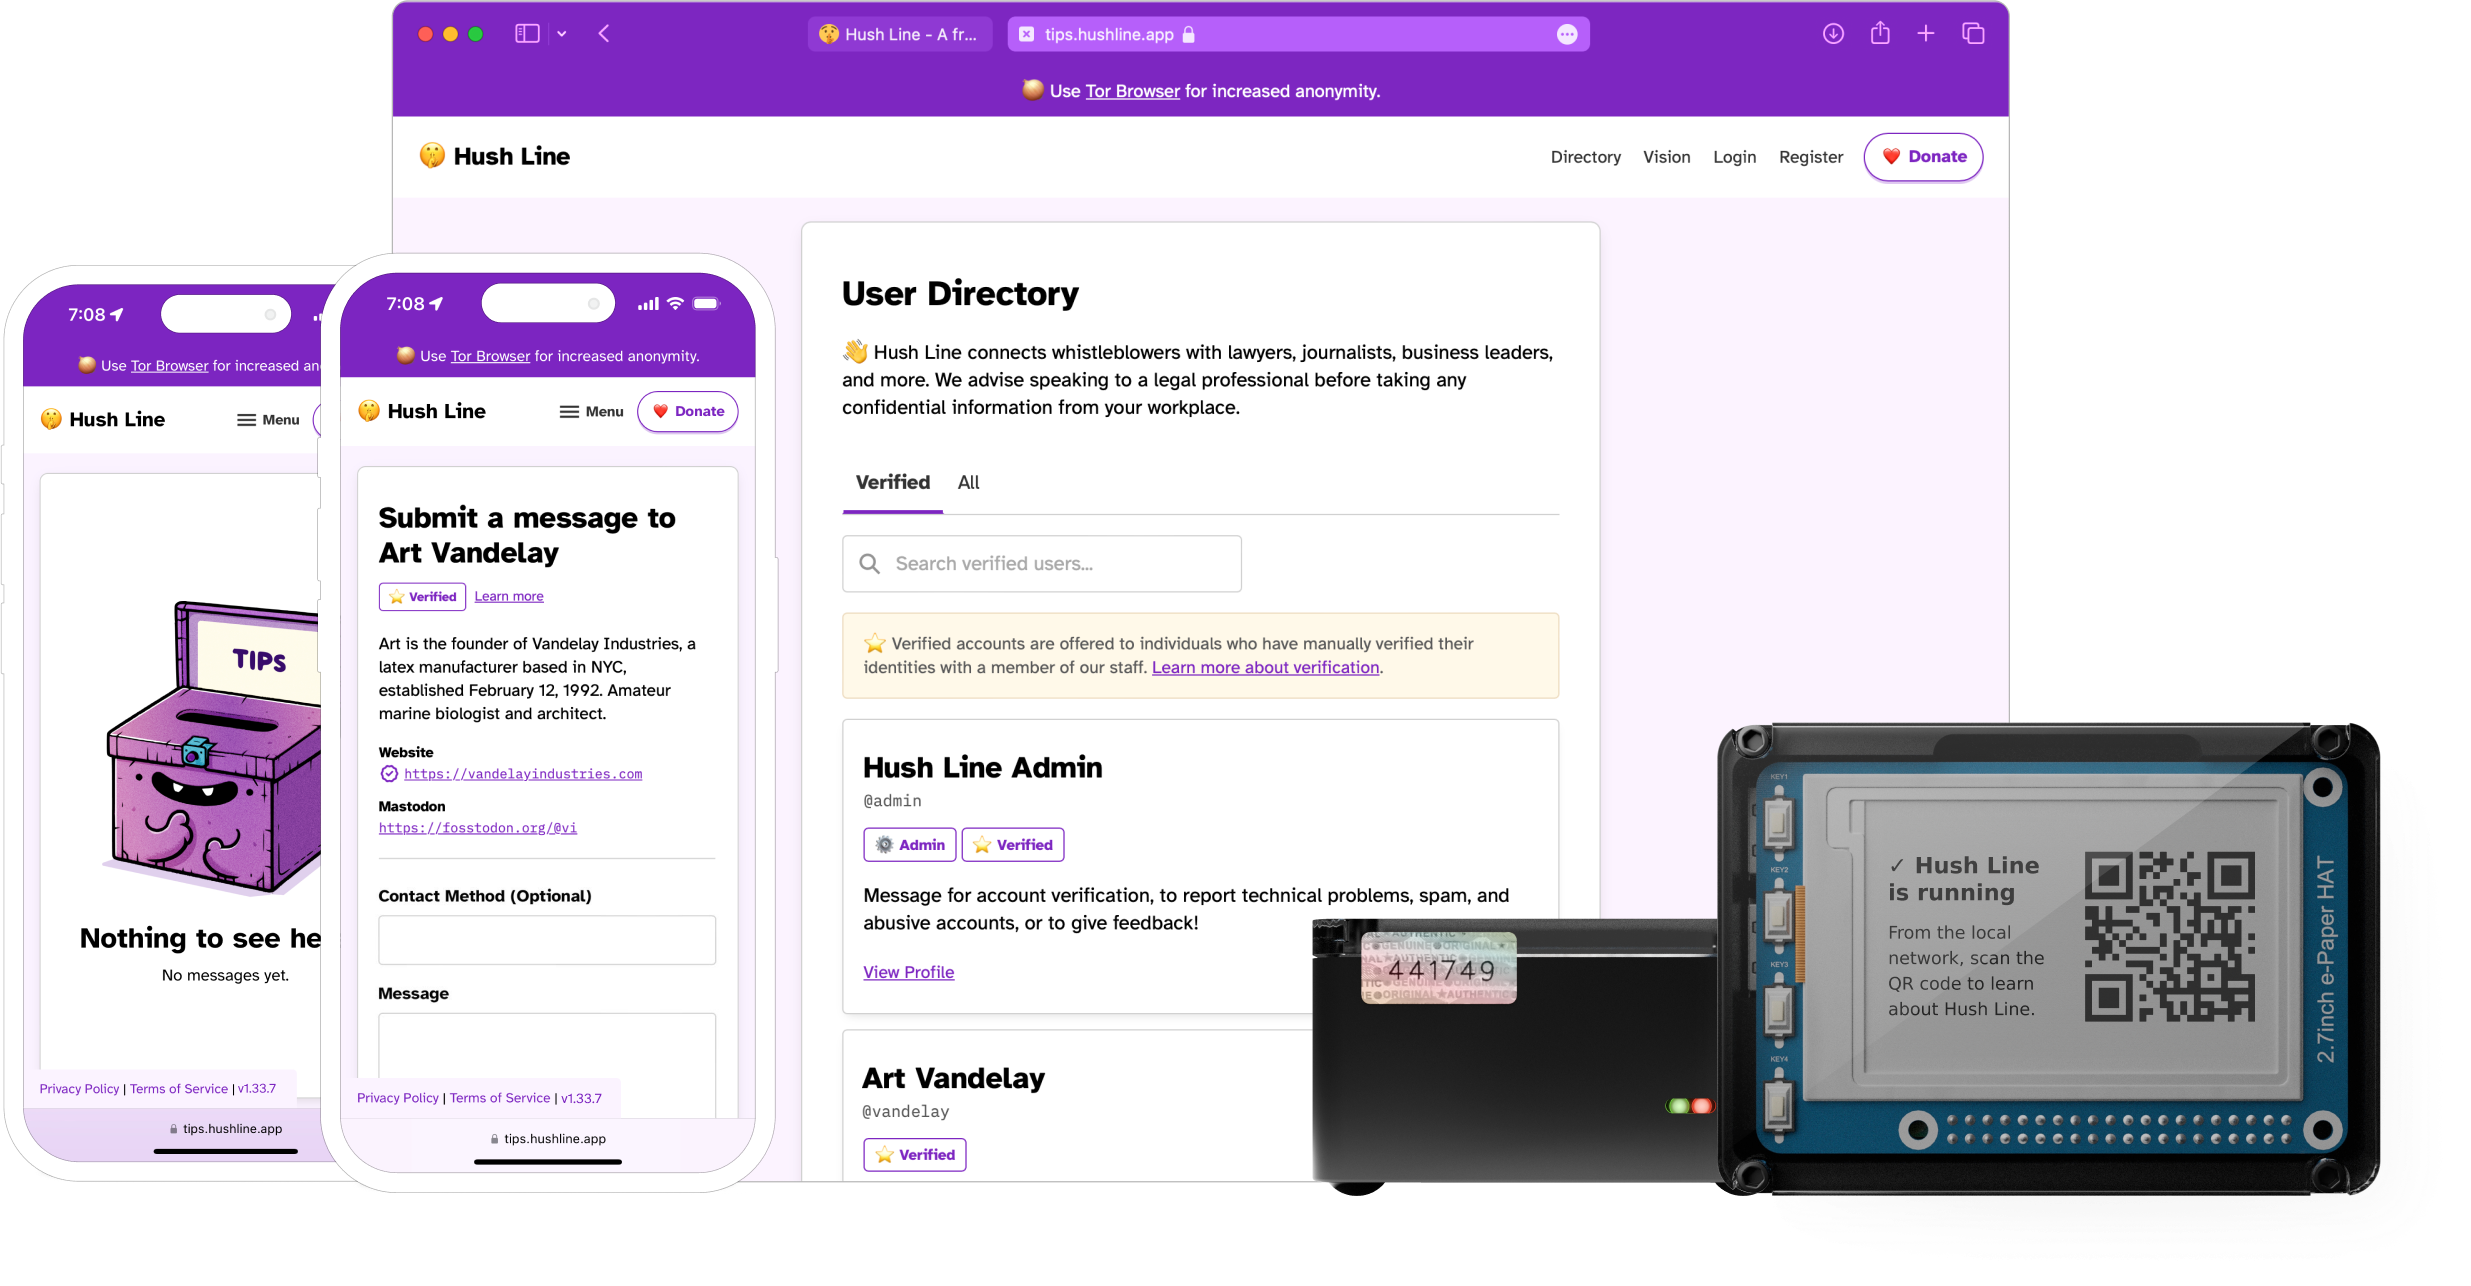 Hush Line - A fr...
tips.hushline.app
Use Tor Browser for increased anonymity.
Hush Line
Directory
Vision
Login
Register
Donate
User Directory
Hush Line connects whistleblowers with lawyers, journalists, business leaders,
and more. We advise speaking to a legal professional before taking any
confidential information from your workplace.
Verified
All
Search verified users...
Verified accounts are offered to individuals who have manually verified their
identities with a member of our staff. Learn more about verification.
Hush Line Admin
@admin
Admin
Verified
Message for account verification, to report technical problems, spam, and
abusive accounts, or to give feedback!
View Profile
Art Vandelay
@vandelay
Verified
7:08
Use Tor Browser for increased an
Hush Line
Menu
TIPS
Nothing to see he
No messages yet.
Privacy Policy | Terms of Service | v1.33.7
tips.hushline.app
7:08
Use Tor Browser for increased anonymity.
Hush Line
Menu
Donate
Submit a message to
Art Vandelay
Verified
Learn more
Art is the founder of Vandelay Industries, a
latex manufacturer based in NYC,
established February 12, 1992. Amateur
marine biologist and architect.
Website
https://vandelayindustries.com
Mastodon
https://fosstodon.org/@vi
Contact Method (Optional)
Message
Privacy Policy | Terms of Service | v1.33.7
tips.hushline.app
441749
KEY1
KEY2
KEY3
KEY4
✓ Hush Line
is running
From the local
network, scan the
QR code to learn
about Hush Line.
2.7inch e-Paper HAT